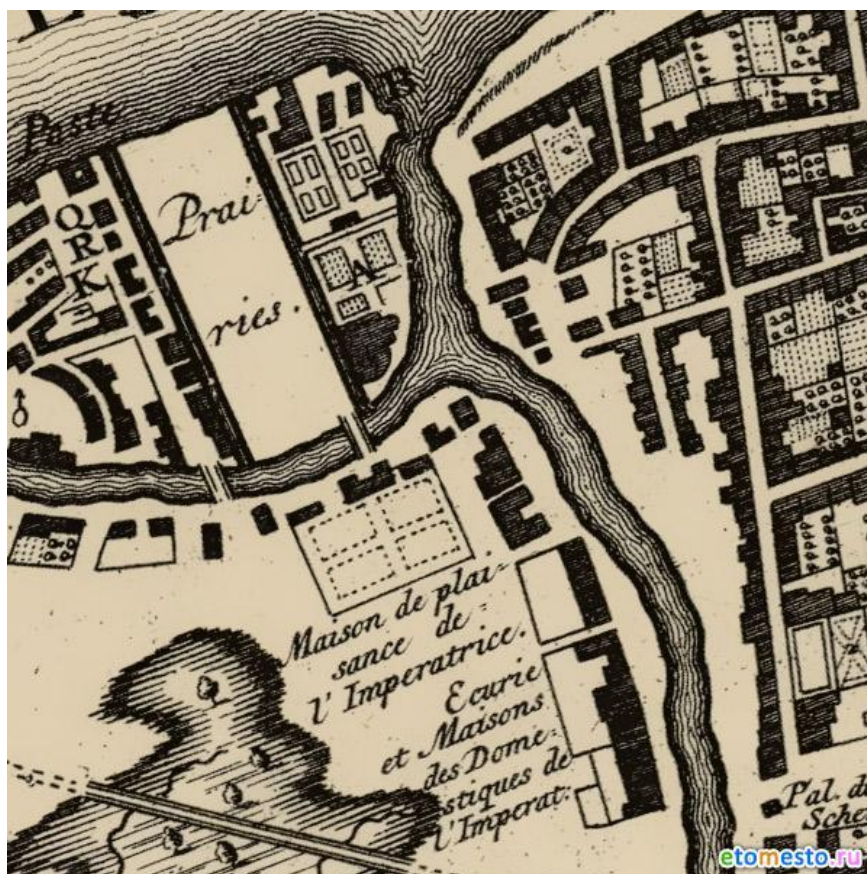 B
Poste
Q
R
K
Prai-
ries.
A
Maison de plai-
sance de
l'Imperatrice.
Ecurie
et Maisons
des Dome-
stiques de
l'Imperat:
Pal. d
Sche
etomesto.ru